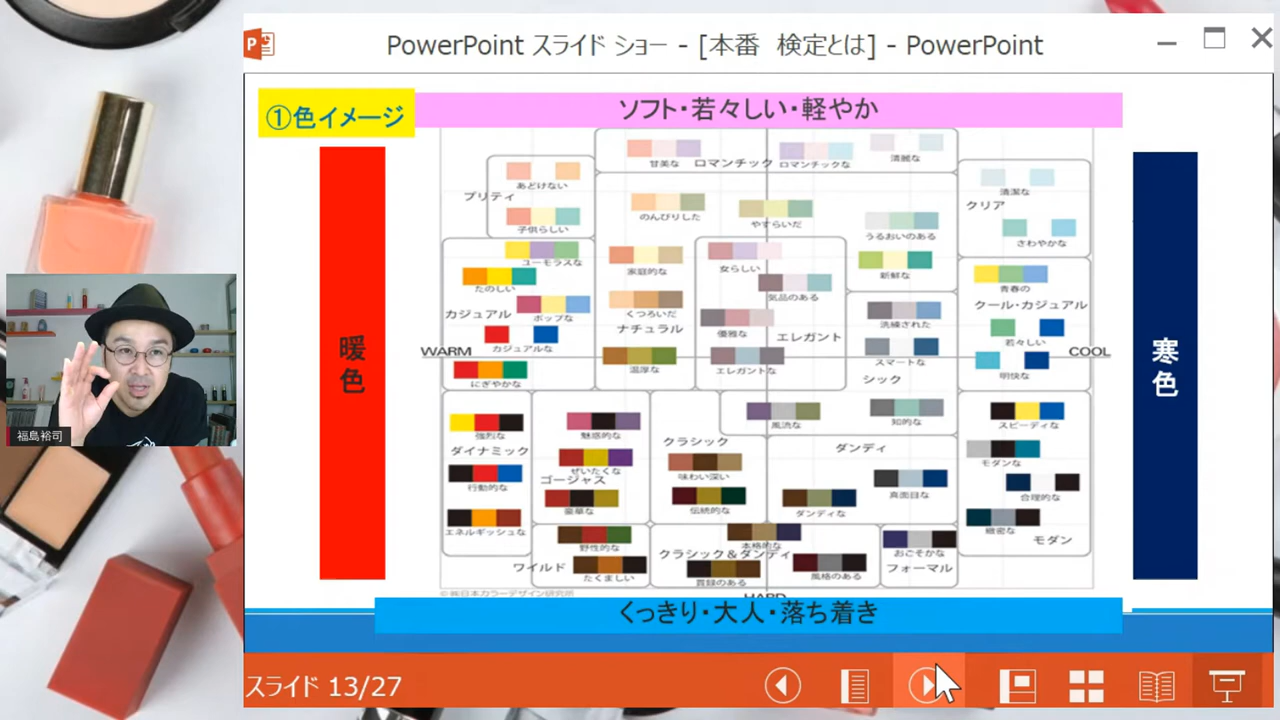 PowerPoint スライド ショー - [本番 検定とは] - PowerPoint
①色イメージ
ソフト・若々しい・軽やか
暖色
寒色
WARM
COOL
甘美な
ロマンチック
ロマンチックな
清麗な
プリティ
あどけない
子供らしい
のんびりした
やすらいだ
うるおいのある
清潔な
クリア
さわやかな
ユーモラスな
たのしい
カジュアル
ポップな
カジュアルな
にぎやかな
家庭的な
くつろいだ
ナチュラル
温厚な
女らしい
気品のある
優雅な
エレガント
エレガントな
新鮮な
洗練された
スマートな
シック
青春の
クール・カジュアル
若々しい
明快な
強烈な
ダイナミック
行動的な
エネルギッシュな
魅惑的な
ぜいたくな
ゴージャス
豪華な
クラシック
味わい深い
伝統的な
風流な
知的な
ダンディ
真面目な
ダンディな
スピーディな
モダンな
合理的な
緻密な
モダン
野性的な
ワイルド
たくましい
本格的な
クラシック&ダンディ
貫録のある
風格のある
おごそかな
フォーマル
HARD
©㈱日本カラーデザイン研究所
くっきり・大人・落ち着き
福島裕司
スライド 13/27